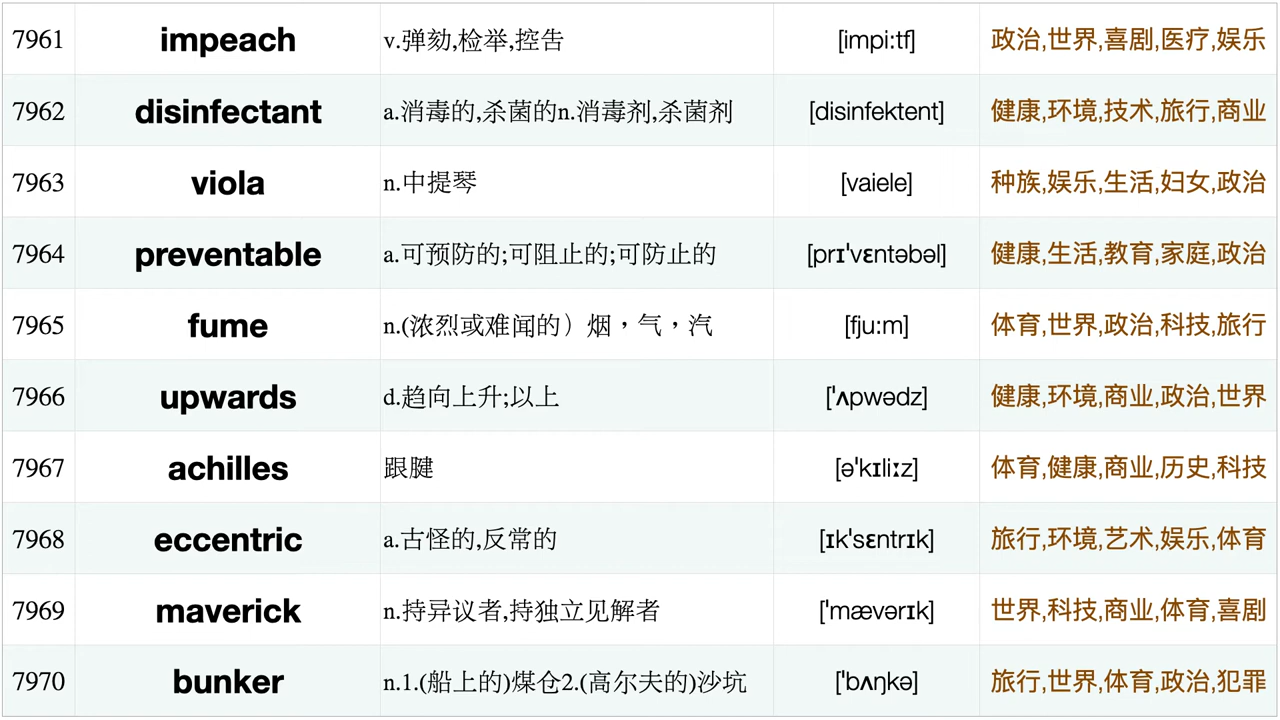 7961 impeach v.弹劾,检举,控告 [impi:tf] 政治,世界,喜剧,医疗,娱乐
7962 disinfectant a.消毒的,杀菌的n.消毒剂,杀菌剂 [disinfektent] 健康,环境,技术,旅行,商业
7963 viola n.中提琴 [vaiele] 种族,娱乐,生活,妇女,政治
7964 preventable a.可预防的;可阻止的;可防止的 [prɪˈvɛntəbəl] 健康,生活,教育,家庭,政治
7965 fume n.(浓烈或难闻的）烟，气，汽 [fju:m] 体育,世界,政治,科技,旅行
7966 upwards d.趋向上升;以上 [ˈʌpwədz] 健康,环境,商业,政治,世界
7967 achilles 跟腱 [əˈkɪliːz] 体育,健康,商业,历史,科技
7968 eccentric a.古怪的,反常的 [ɪkˈsɛntrɪk] 旅行,环境,艺术,娱乐,体育
7969 maverick n.持异议者,持独立见解者 [ˈmævərɪk] 世界,科技,商业,体育,喜剧
7970 bunker n.1.(船上的)煤仓2.(高尔夫的)沙坑 [ˈbʌŋkə] 旅行,世界,体育,政治,犯罪